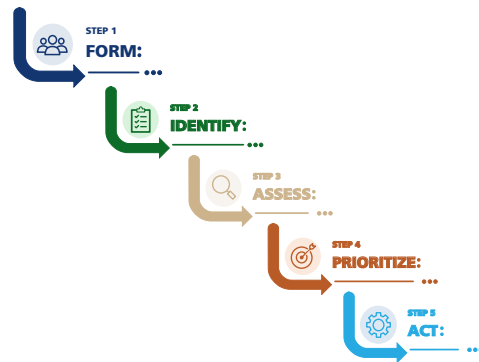 STEP 1
FORM:
STEP 2
IDENTIFY:
STEP 3
ASSESS:
STEP 4
PRIORITIZE:
STEP 5
ACT: